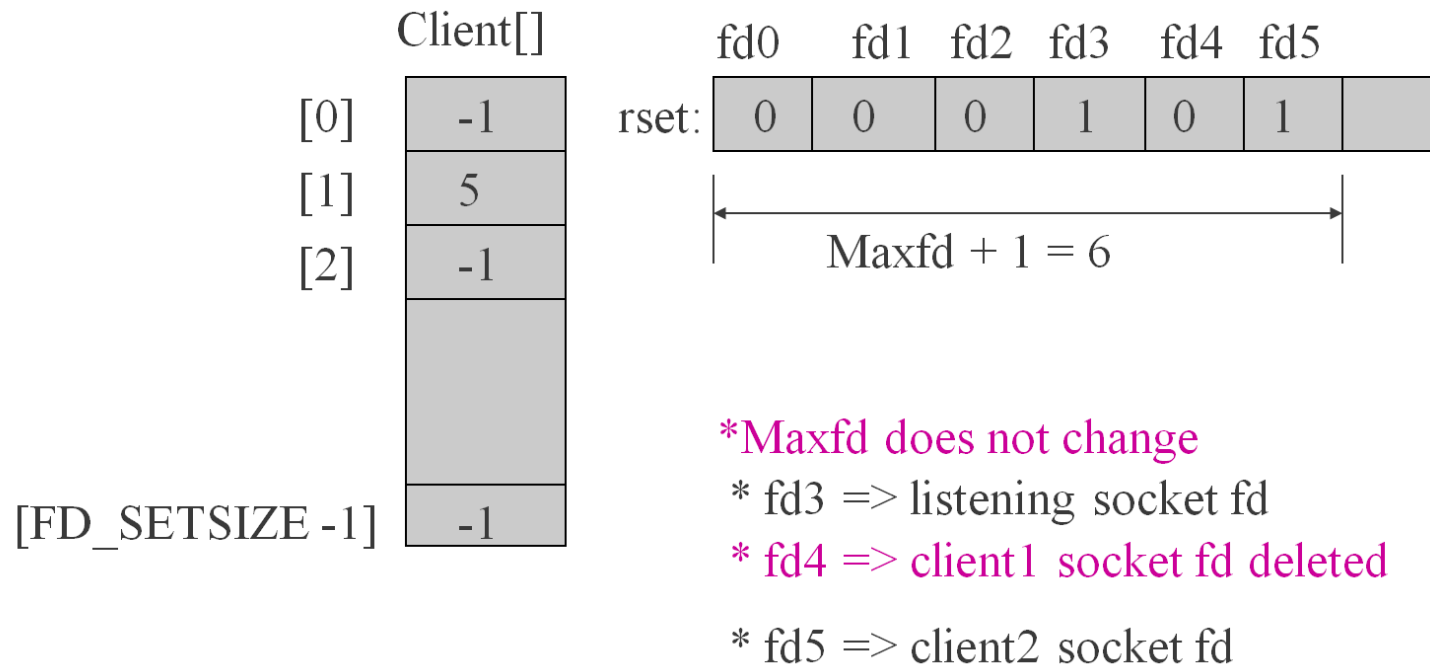 Client[]
fd0 fd1 fd2 fd3 fd4 fd5
[0] -1
rset: 0 0 0 1 0 1
[1] 5
[2] -1
Maxfd + 1 = 6
*Maxfd does not change
* fd3 => listening socket fd
[FD_SETSIZE -1] -1
* fd4 => client1 socket fd deleted
* fd5 => client2 socket fd